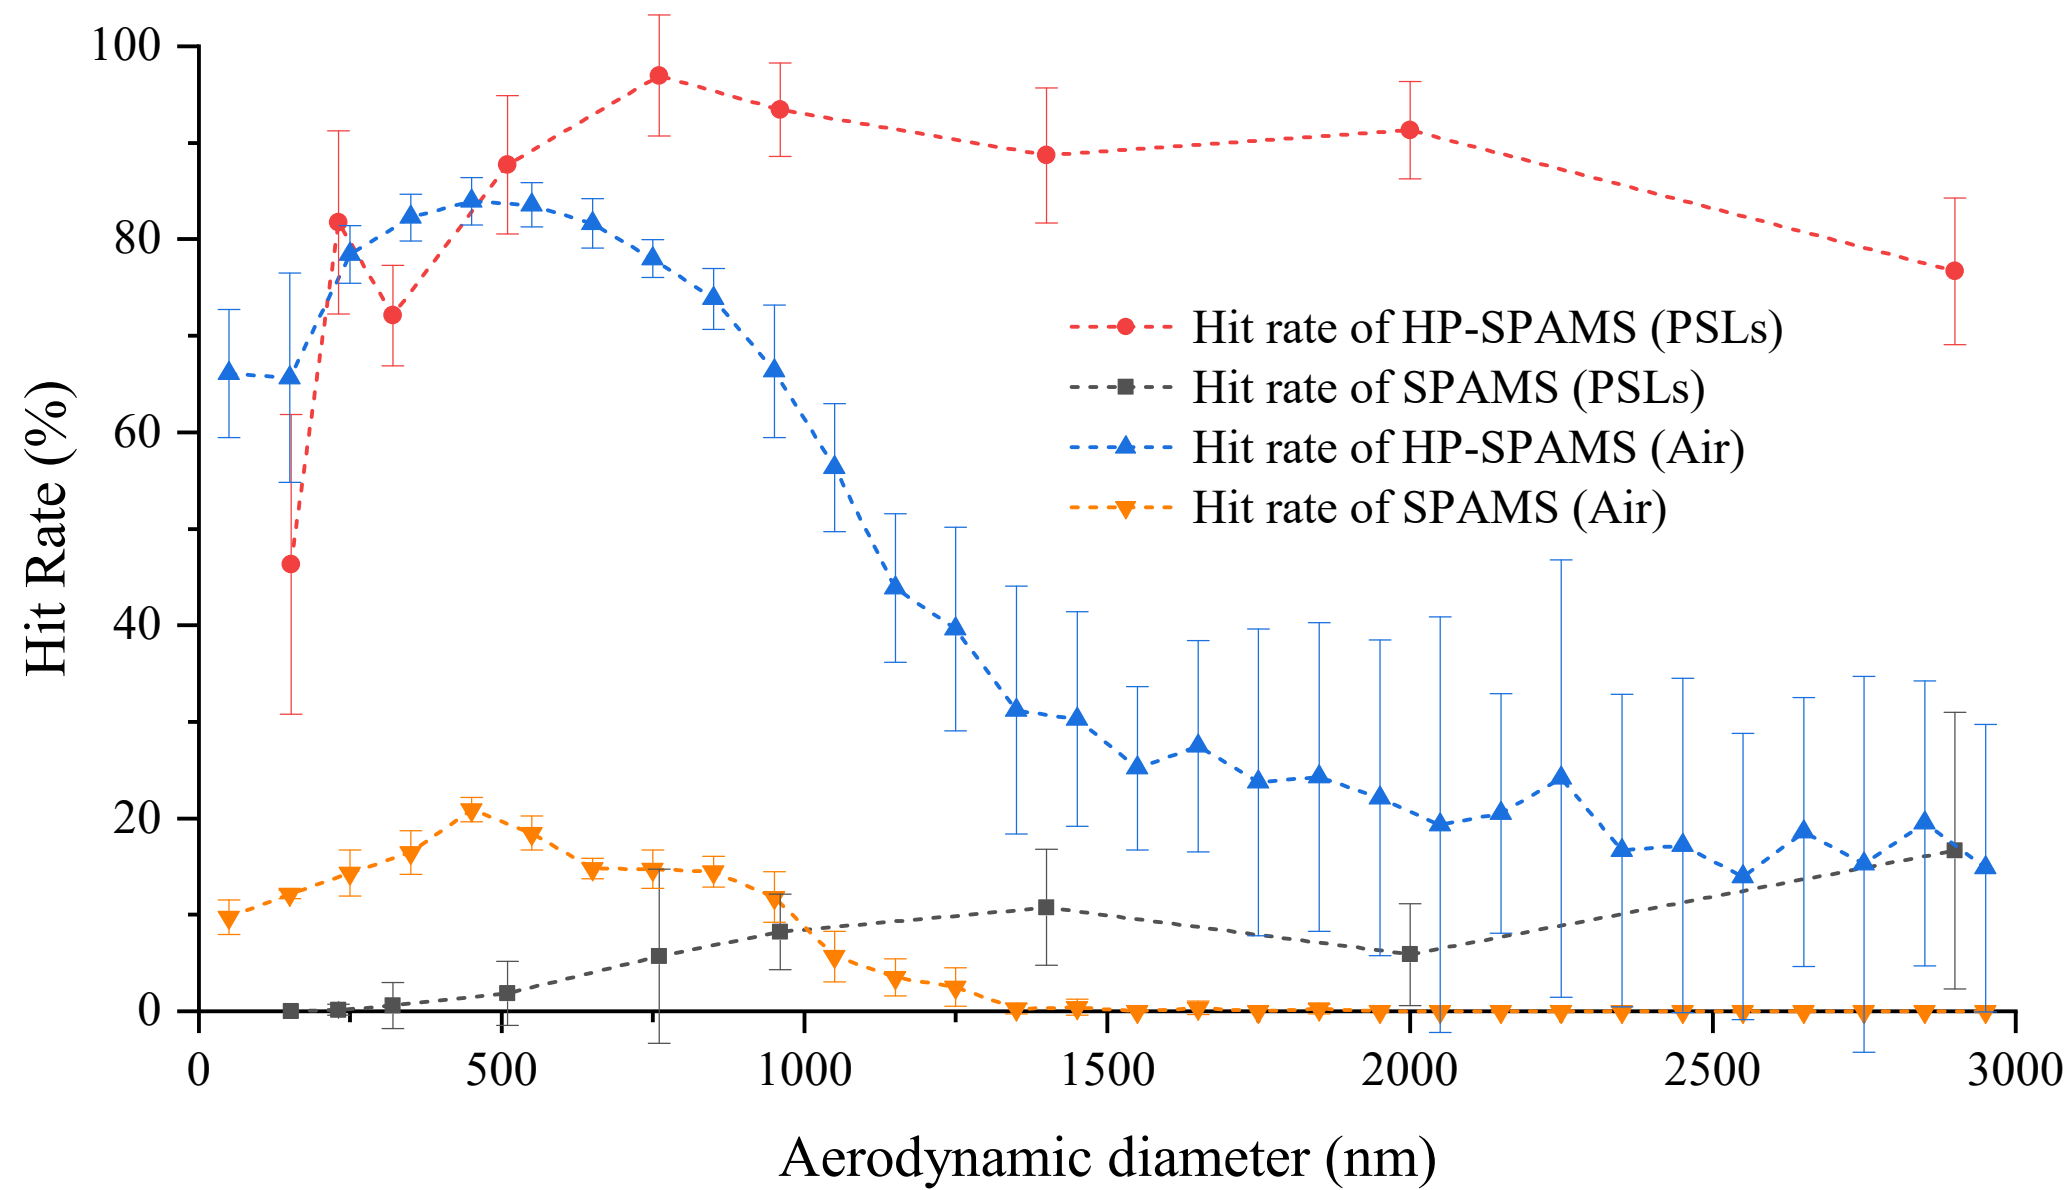 100
80
60
40
20
0
Hit Rate (%)
Hit rate of HP-SPAMS (PSLs)
Hit rate of SPAMS (PSLs)
Hit rate of HP-SPAMS (Air)
Hit rate of SPAMS (Air)
0 500 1000 1500 2000 2500 3000
Aerodynamic diameter (nm)